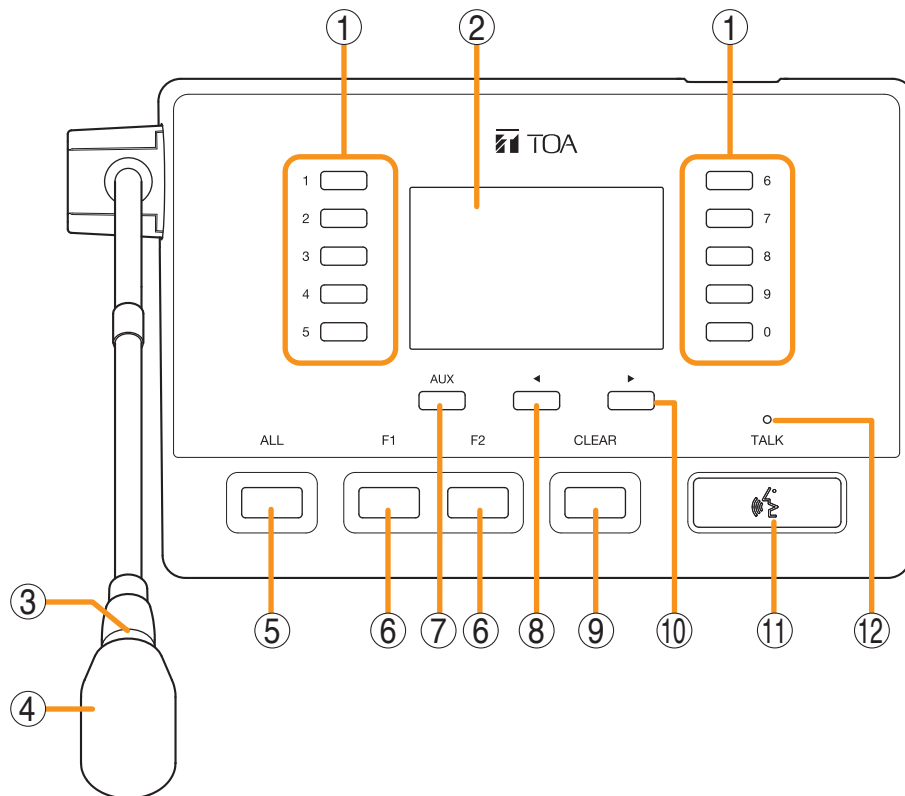 ① ② ①
TOA
1 6
2 7
3 8
4 9
5 0
AUX ◀ ▶
ALL F1 F2 CLEAR TALK
③ ⑤ ⑥ ⑦ ⑥ ⑧ ⑨ ⑩ ⑪ ⑫
④